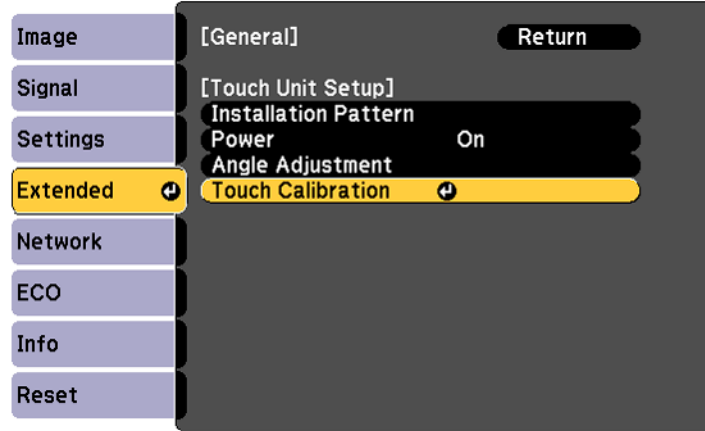 Image
Signal
Settings
Extended
Network
ECO
Info
Reset
[General] Return
[Touch Unit Setup]
Installation Pattern
Power On
Angle Adjustment
Touch Calibration